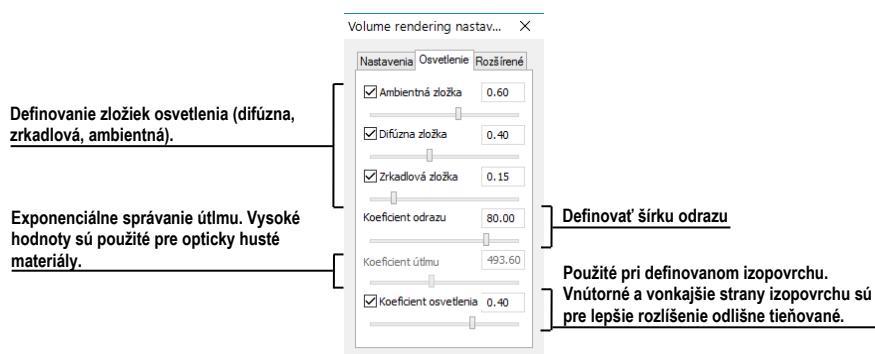 Volume rendering nastav...
Nastavenia Osvetlenie Rozšírené
Ambientná zložka 0.60
Difúzna zložka 0.40
Zrkadlová zložka 0.15
Koeficient odrazu 80.00
Koeficient útlmu 493.60
Koeficient osvetlenia 0.40
Definovanie zložiek osvetlenia (difúzna,
zrkadlová, ambientná).
Exponenciálne správanie útlmu. Vysoké
hodnoty sú použité pre opticky husté
materiály.
Definovať šírku odrazu
Použité pri definovanom izopovrchu.
Vnútorné a vonkajšie strany izopovrchu sú
pre lepšie rozlíšenie odlišne tieňované.